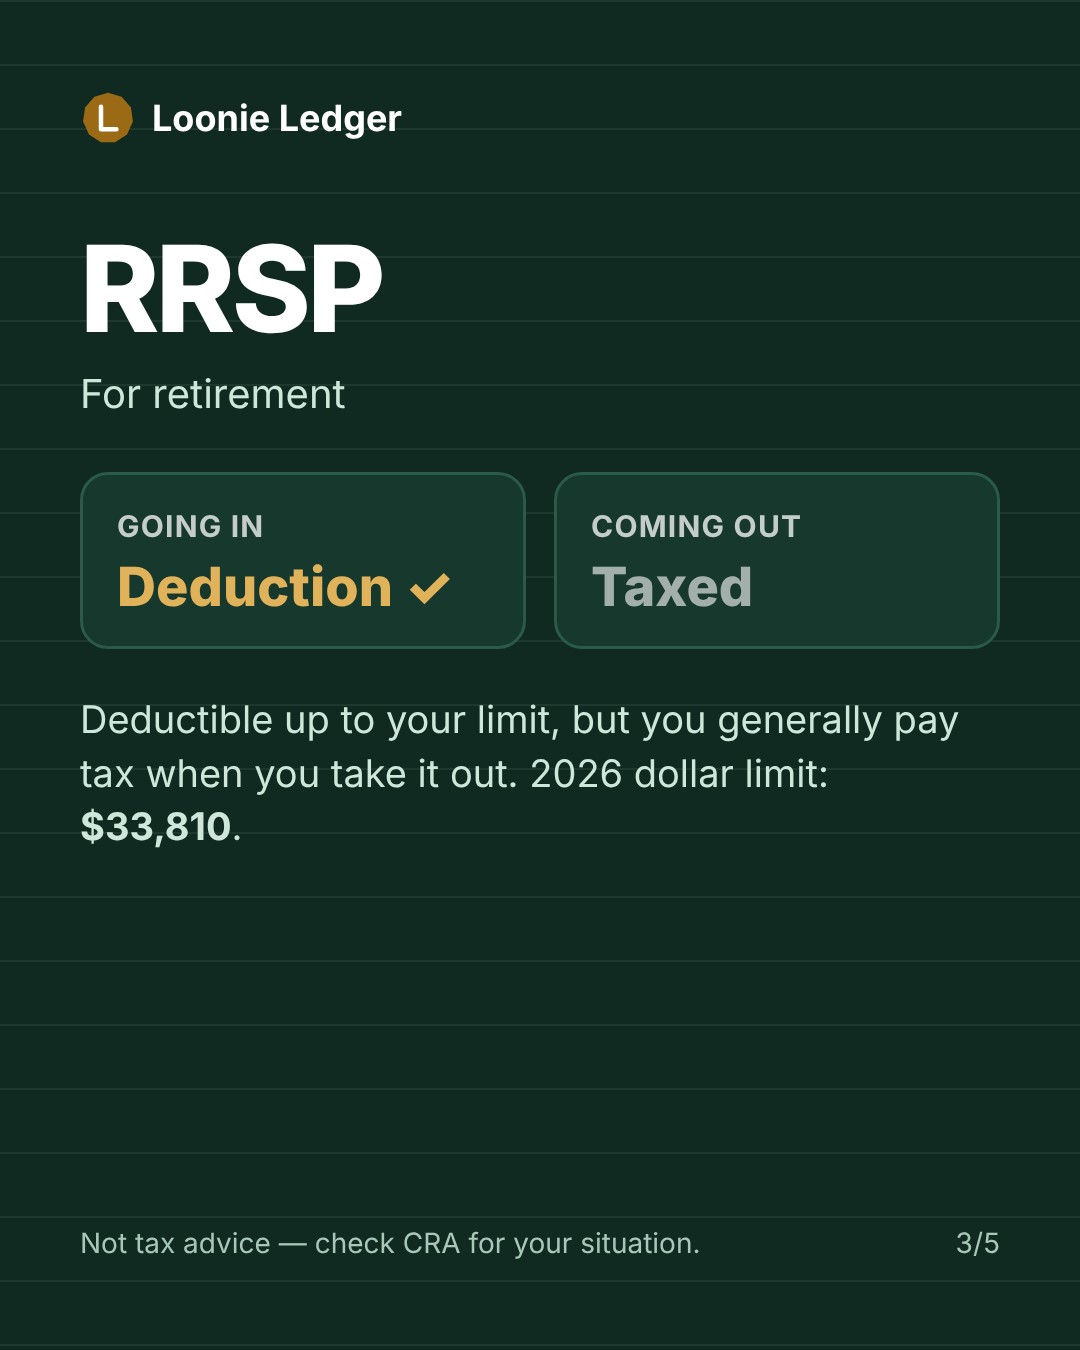 L Loonie Ledger
RRSP
For retirement
GOING IN
Deduction ✓
COMING OUT
Taxed
Deductible up to your limit, but you generally pay
tax when you take it out. 2026 dollar limit:
$33,810.
Not tax advice — check CRA for your situation.
3/5